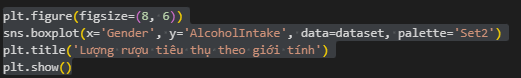 plt.figure(figsize=(8, 6))
sns.boxplot(x='Gender', y='AlcoholIntake', data=dataset, palette='Set2')
plt.title('Lượng rượu tiêu thụ theo giới tính')
plt.show()